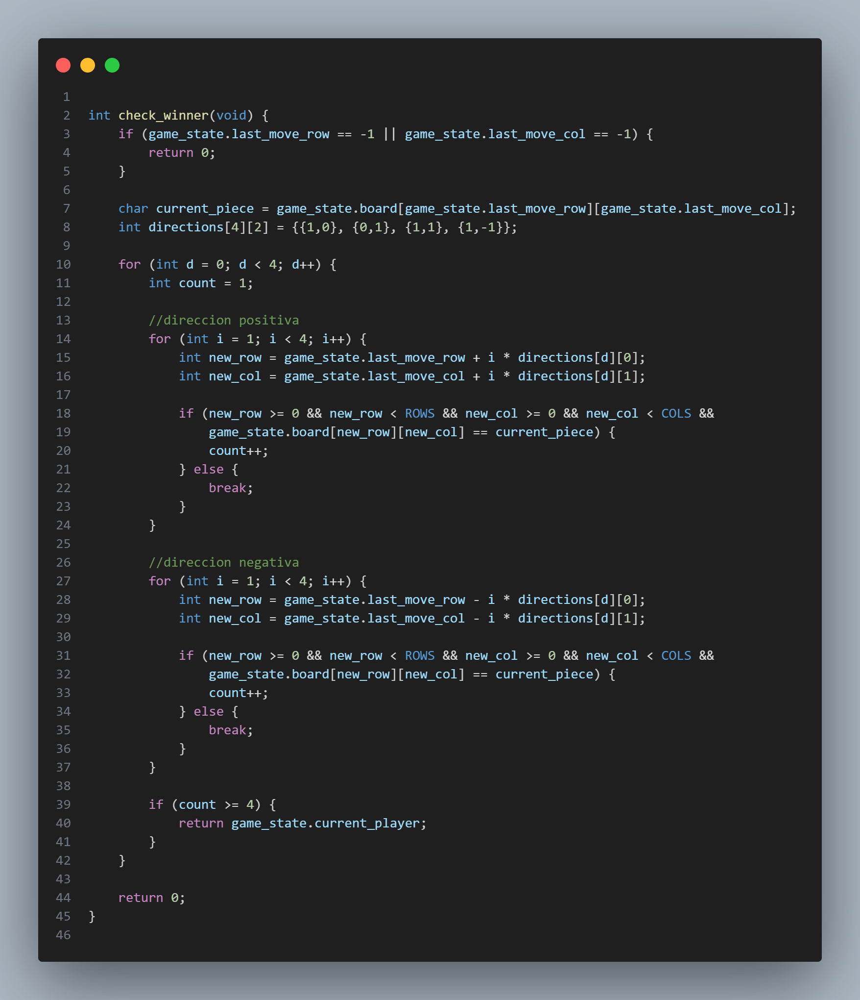 1
2 int check_winner(void) {
3     if (game_state.last_move_row == -1 || game_state.last_move_col == -1) {
4         return 0;
5     }
6
7     char current_piece = game_state.board[game_state.last_move_row][game_state.last_move_col];
8     int directions[4][2] = {{1,0}, {0,1}, {1,1}, {1,-1}};
9
10     for (int d = 0; d < 4; d++) {
11         int count = 1;
12
13         //direccion positiva
14         for (int i = 1; i < 4; i++) {
15             int new_row = game_state.last_move_row + i * directions[d][0];
16             int new_col = game_state.last_move_col + i * directions[d][1];
17
18             if (new_row >= 0 && new_row < ROWS && new_col >= 0 && new_col < COLS &&
19                 game_state.board[new_row][new_col] == current_piece) {
20                 count++;
21             } else {
22                 break;
23             }
24         }
25
26         //direccion negativa
27         for (int i = 1; i < 4; i++) {
28             int new_row = game_state.last_move_row - i * directions[d][0];
29             int new_col = game_state.last_move_col - i * directions[d][1];
30
31             if (new_row >= 0 && new_row < ROWS && new_col >= 0 && new_col < COLS &&
32                 game_state.board[new_row][new_col] == current_piece) {
33                 count++;
34             } else {
35                 break;
36             }
37         }
38
39         if (count >= 4) {
40             return game_state.current_player;
41         }
42     }
43
44     return 0;
45 }
46